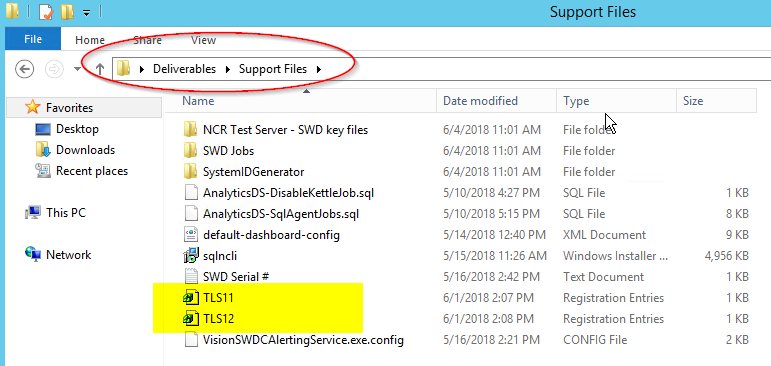 Support Files
File Home Share View
Deliverables Support Files
Name Date modified Type Size
Favorites
Desktop
Downloads
Recent places
This PC
Network
NCR Test Server - SWD key files 6/4/2018 11:01 AM File folder
SWD Jobs 6/4/2018 11:01 AM File folder
SystemIDGenerator 6/4/2018 11:01 AM File folder
AnalyticsDS-DisableKettleJob.sql 5/10/2018 4:27 PM SQL File 1 KB
AnalyticsDS-SqlAgentJobs.sql 5/10/2018 5:15 PM SQL File 8 KB
default-dashboard-config 5/14/2018 12:40 PM XML Document 9 KB
sqlncli 5/15/2018 11:26 AM Windows Installer ... 4,956 KB
SWD Serial # 5/16/2018 2:42 PM Text Document 1 KB
TLS11 6/1/2018 2:07 PM Registration Entries 1 KB
TLS12 6/1/2018 2:08 PM Registration Entries 1 KB
VisionSWDCAlertingService.exe.config 5/16/2018 2:21 PM CONFIG File 2 KB